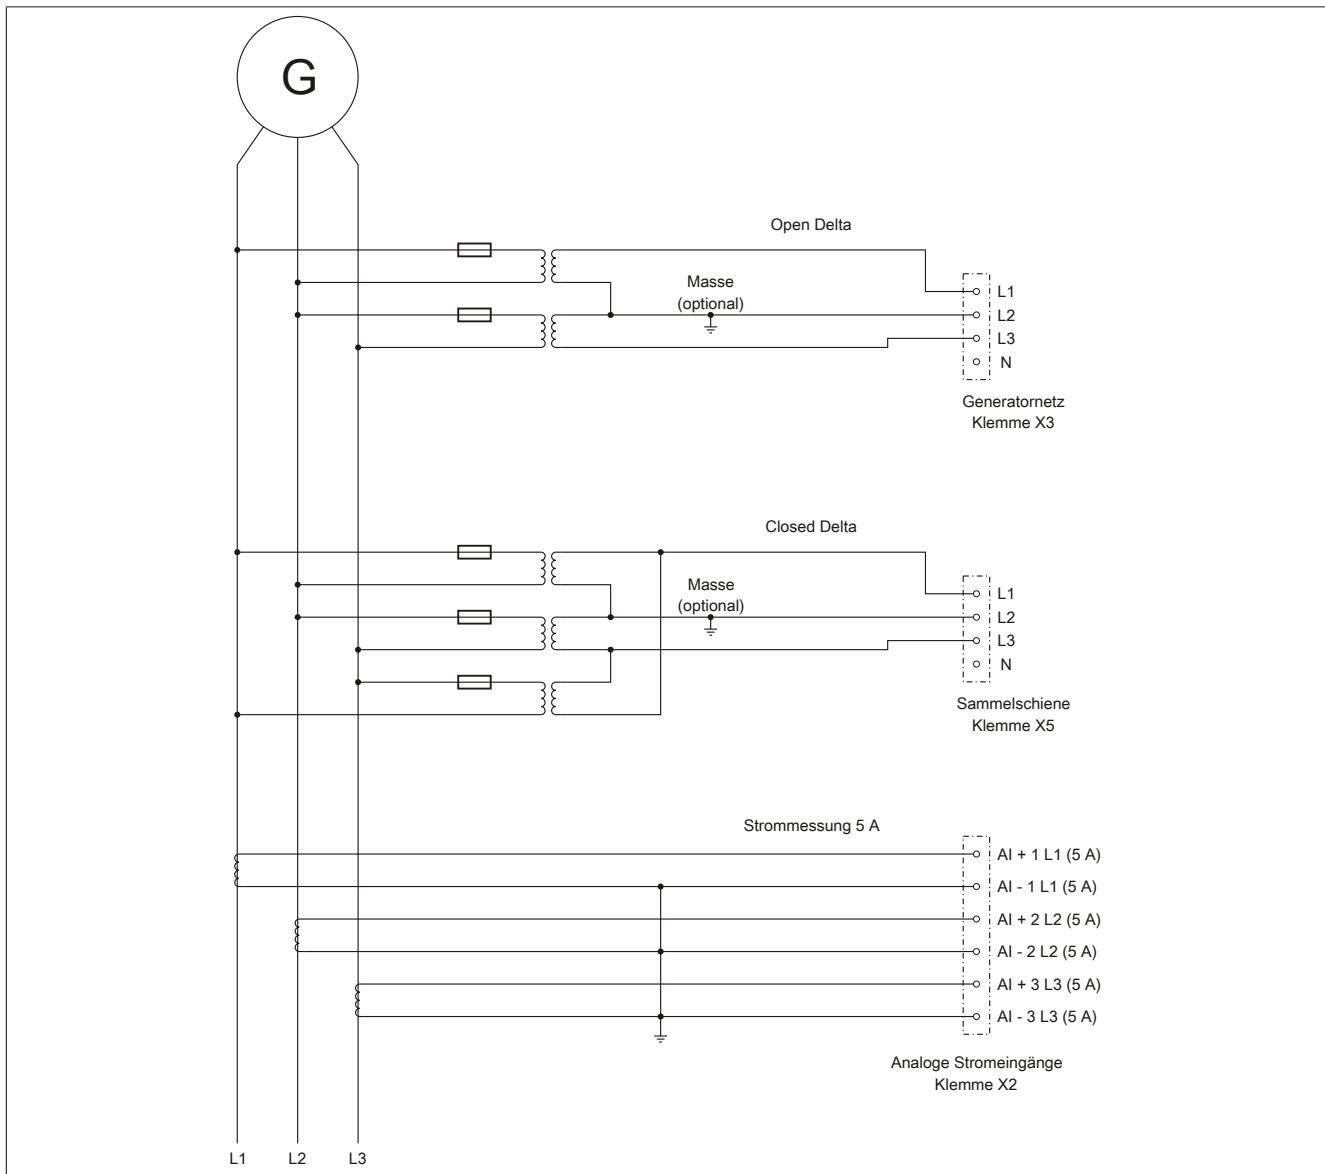 G
Open Delta
Masse
(optional)
L1
L2
L3
N
Generatornetz
Klemme X3
Closed Delta
Masse
(optional)
L1
L2
L3
N
Sammelschiene
Klemme X5
Strommessung 5 A
AI + 1 L1 (5 A)
AI - 1 L1 (5 A)
AI + 2 L2 (5 A)
AI - 2 L2 (5 A)
AI + 3 L3 (5 A)
AI - 3 L3 (5 A)
Analoge Stromeingänge
Klemme X2
L1 L2 L3